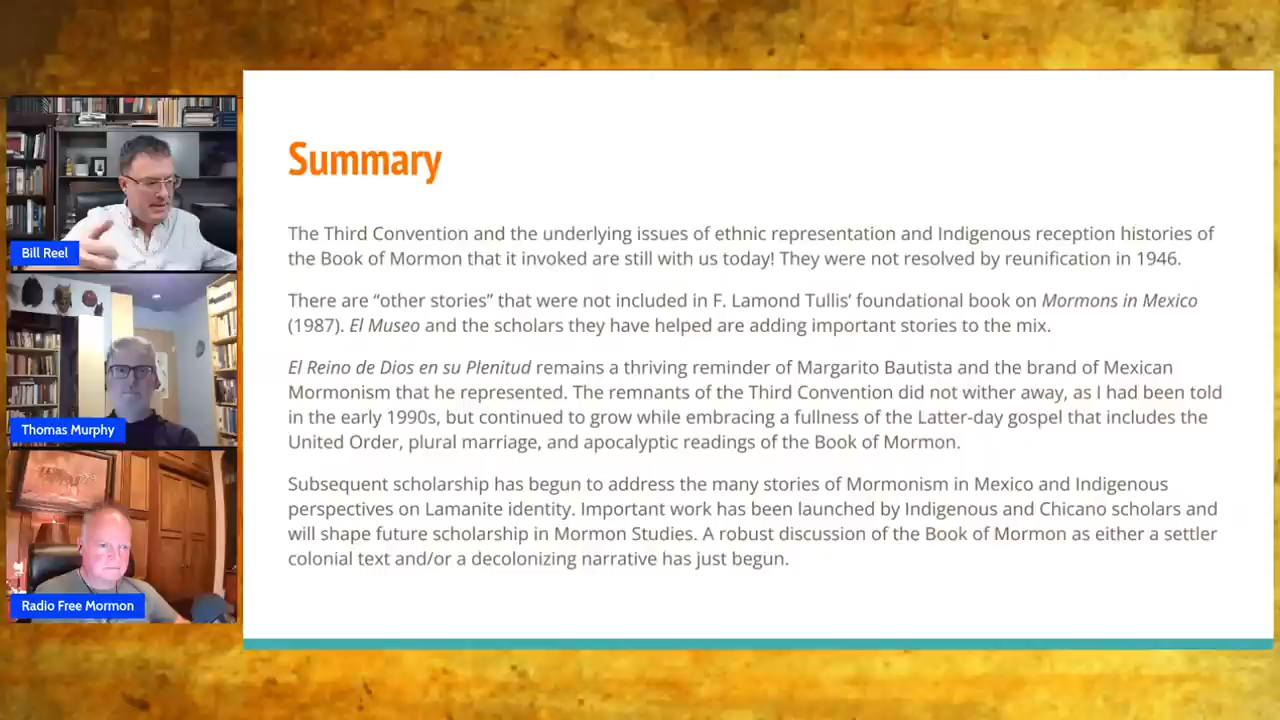 Summary
The Third Convention and the underlying issues of ethnic representation and Indigenous reception histories of
the Book of Mormon that it invoked are still with us today! They were not resolved by reunification in 1946.
There are “other stories” that were not included in F. Lamond Tullis’ foundational book on Mormons in Mexico
(1987). El Museo and the scholars they have helped are adding important stories to the mix.
El Reino de Dios en su Plenitud remains a thriving reminder of Margarito Bautista and the brand of Mexican
Mormonism that he represented. The remnants of the Third Convention did not wither away, as I had been told
in the early 1990s, but continued to grow while embracing a fullness of the Latter-day gospel that includes the
United Order, plural marriage, and apocalyptic readings of the Book of Mormon.
Subsequent scholarship has begun to address the many stories of Mormonism in Mexico and Indigenous
perspectives on Lamanite identity. Important work has been launched by Indigenous and Chicano scholars and
will shape future scholarship in Mormon Studies. A robust discussion of the Book of Mormon as either a settler
colonial text and/or a decolonizing narrative has just begun.
Bill Reel
Thomas Murphy
Radio Free Mormon